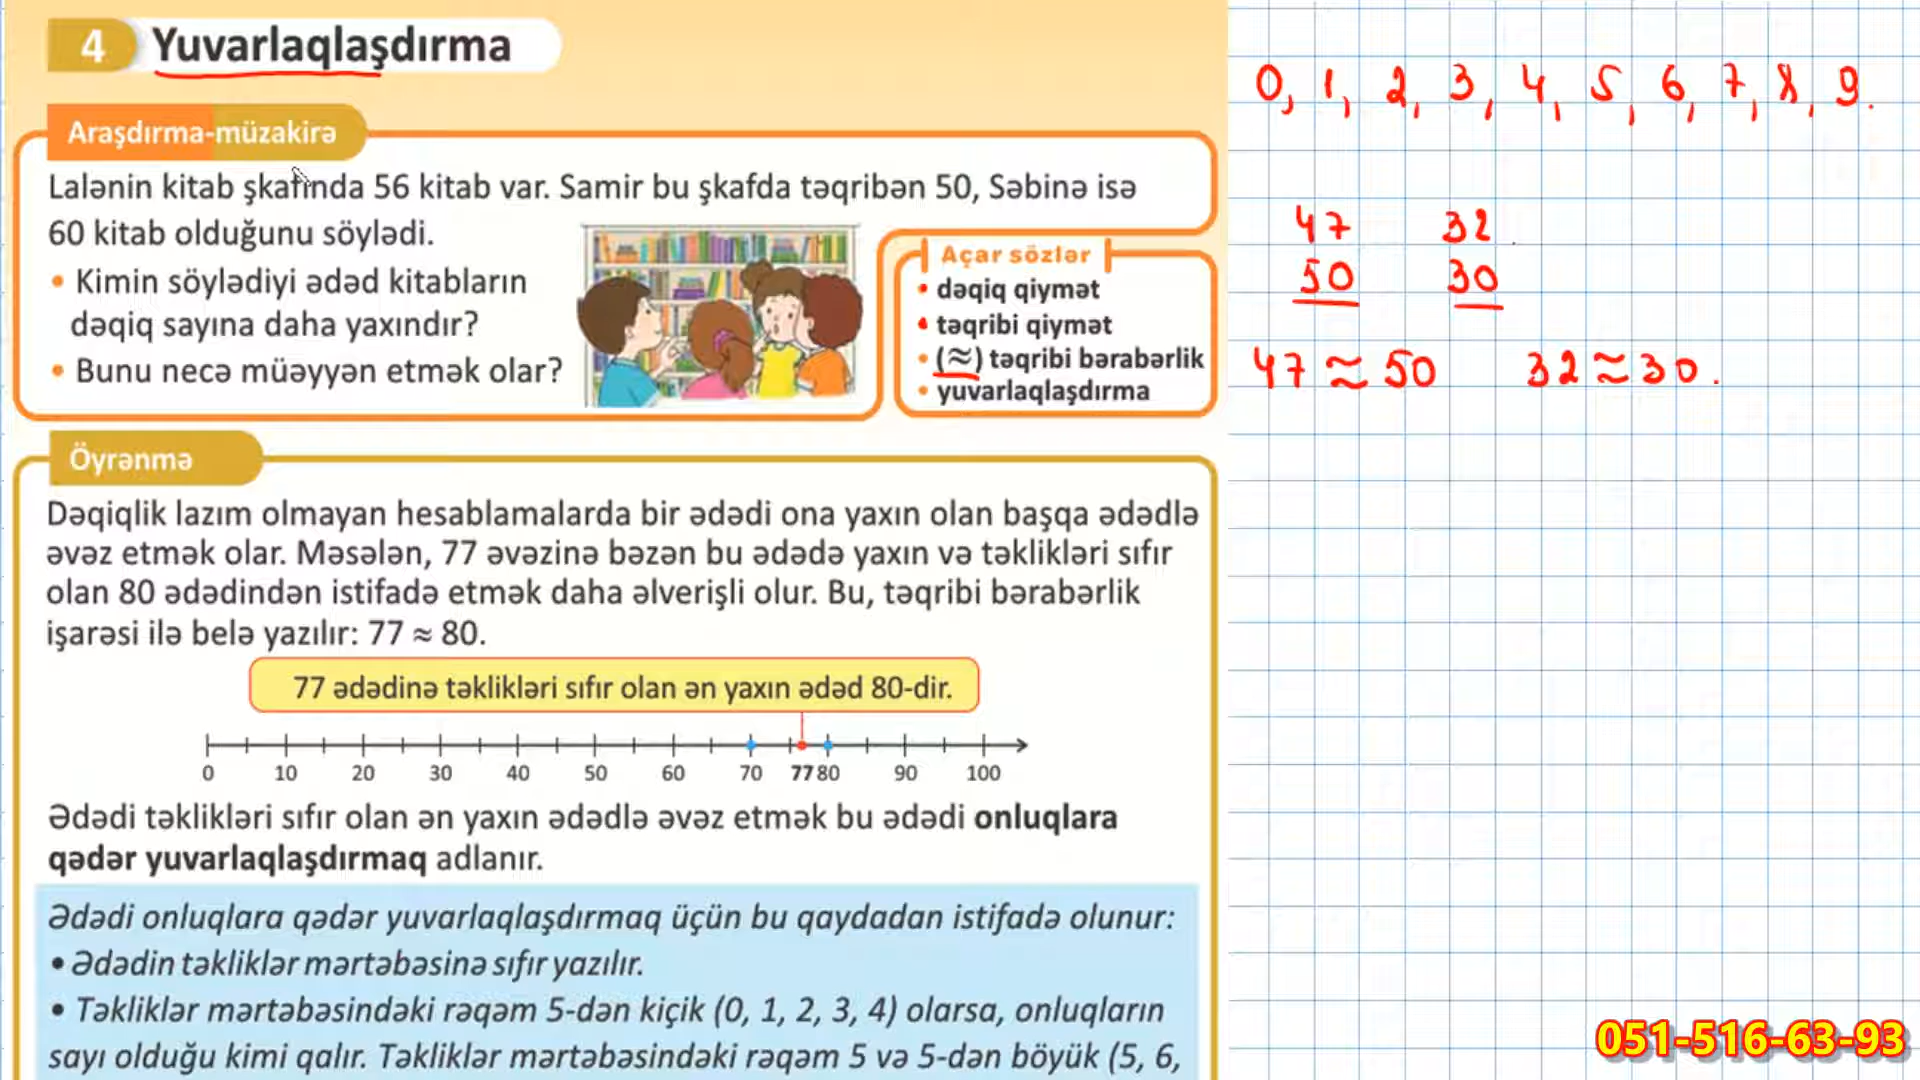 4 Yuvarlaqlaşdırma
Araşdırma-müzakirə
Lalənin kitab şkafında 56 kitab var. Samir bu şkafda təqribən 50, Səbinə isə
60 kitab olduğunu söylədi.
• Kimin söylədiyi ədəd kitabların
dəqiq sayına daha yaxındır?
• Bunu necə müəyyən etmək olar?
Açar sözlər
• dəqiq qiymət
• təqribi qiymət
• (≈) təqribi bərabərlik
• yuvarlaqlaşdırma
Öyrənmə
Dəqiqlik lazım olmayan hesablamalarda bir ədədi ona yaxın olan başqa ədədlə
əvəz etmək olar. Məsələn, 77 əvəzinə bəzən bu ədədə yaxın və təklikləri sıfır
olan 80 ədədindən istifadə etmək daha əlverişli olur. Bu, təqribi bərabərlik
işarəsi ilə belə yazılır: 77 ≈ 80.
77 ədədinə təklikləri sıfır olan ən yaxın ədəd 80-dir.
0 10 20 30 40 50 60 70 77 80 90 100
Ədədi təklikləri sıfır olan ən yaxın ədədlə əvəz etmək bu ədədi onluqlara
qədər yuvarlaqlaşdırmaq adlanır.
Ədədi onluqlara qədər yuvarlaqlaşdırmaq üçün bu qaydadan istifadə olunur:
• Ədədin təkliklər mərtəbəsinə sıfır yazılır.
• Təkliklər mərtəbəsindəki rəqəm 5-dən kiçik (0, 1, 2, 3, 4) olarsa, onluqların
sayı olduğu kimi qalır. Təkliklər mərtəbəsindəki rəqəm 5 və 5-dən böyük (5, 6,
0, 1, 2, 3, 4, 5, 6, 7, 8, 9.
47 32
50 30
47 ≈ 50 32 ≈ 30.
051-516-63-93